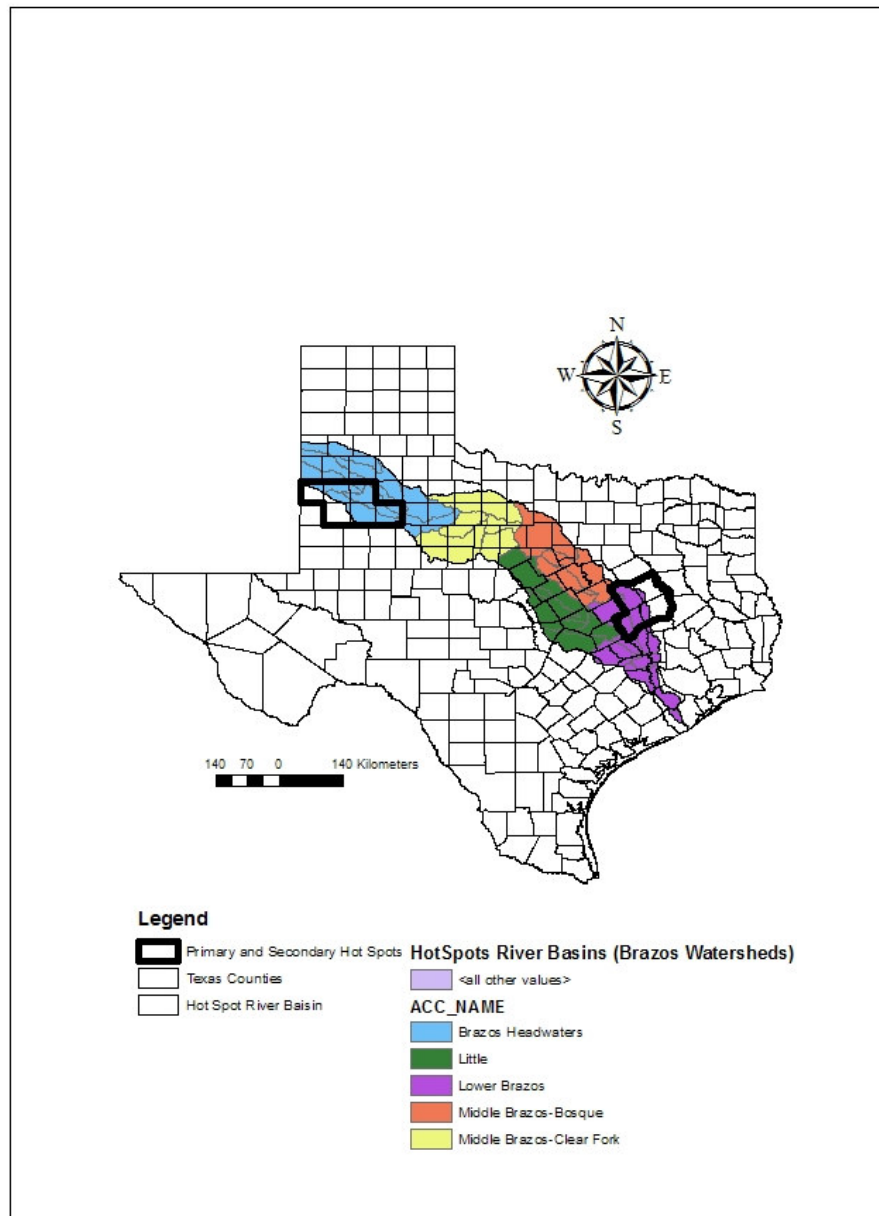 N
W E
S
140 70 0 140 Kilometers
Legend
Primary and Secondary Hot Spots
Texas Counties
Hot Spot River Baisin
HotSpots River Basins (Brazos Watersheds)
<all other values>
ACC_NAME
Brazos Headwaters
Little
Lower Brazos
Middle Brazos-Bosque
Middle Brazos-Clear Fork